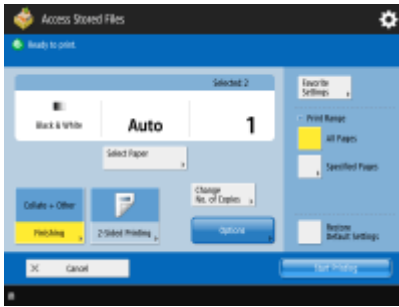 Access Stored Files
Ready to print.
Selected: 2
Black & White
Auto
1
Select Paper
Change
No. of Copies
Collate + Other
Finishing
2-Sided Printing
Options
Favorite
Settings
Print Range
All Pages
Specified Pages
Restore
Default Settings
× Cancel
Start Printing